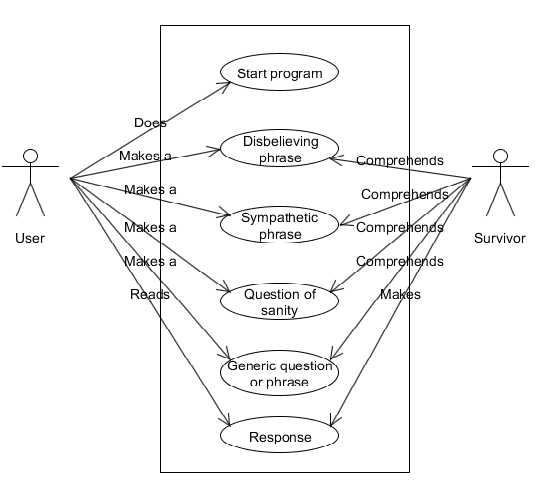 Start program
Does
Disbelieving
phrase
Makes a
Comprehends
Makes a
Comprehends
Sympathetic
phrase
Makes a
Comprehends
User
Survivor
Makes a
Comprehends
Question of
sanity
Reads
Makes
Generic question
or phrase
Response